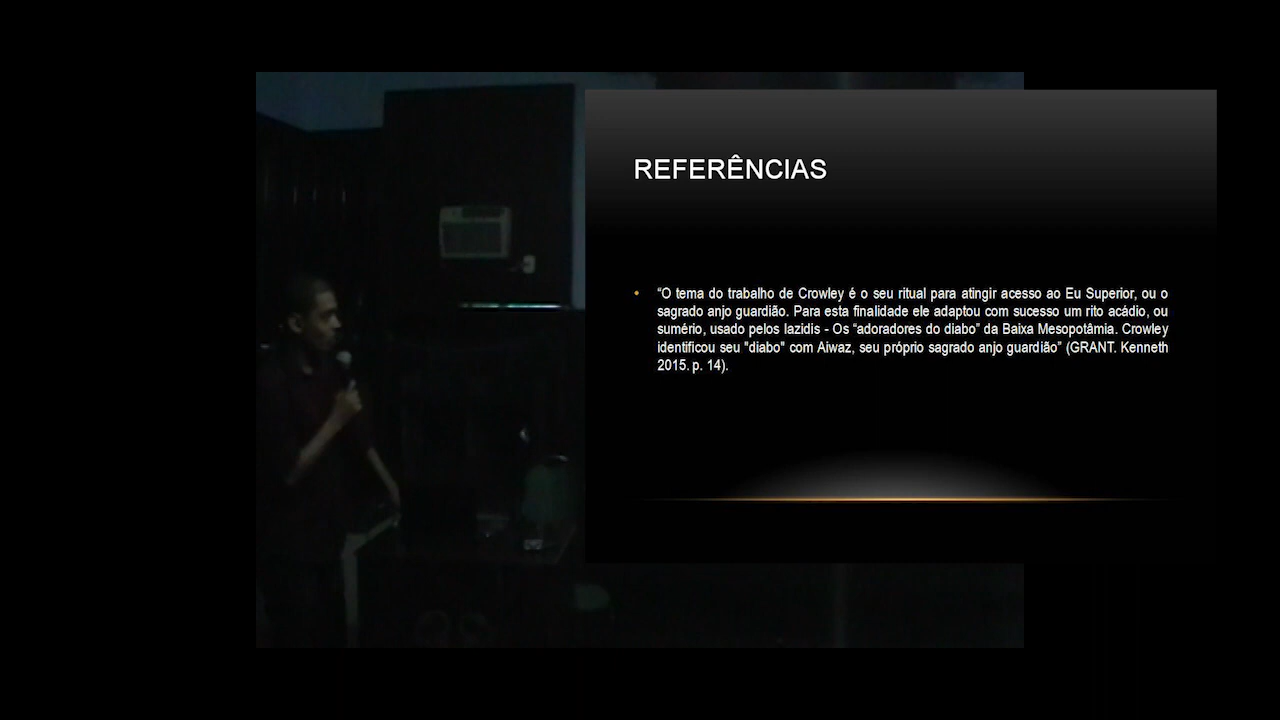 REFERÊNCIAS
• “O tema do trabalho de Crowley é o seu ritual para atingir acesso ao Eu Superior, ou o
sagrado anjo guardião. Para esta finalidade ele adaptou com sucesso um rito acádio, ou
sumério, usado pelos Iazidis - Os “adoradores do diabo” da Baixa Mesopotâmia. Crowley
identificou seu "diabo" com Aiwaz, seu próprio sagrado anjo guardião” (GRANT. Kenneth
2015. p. 14).